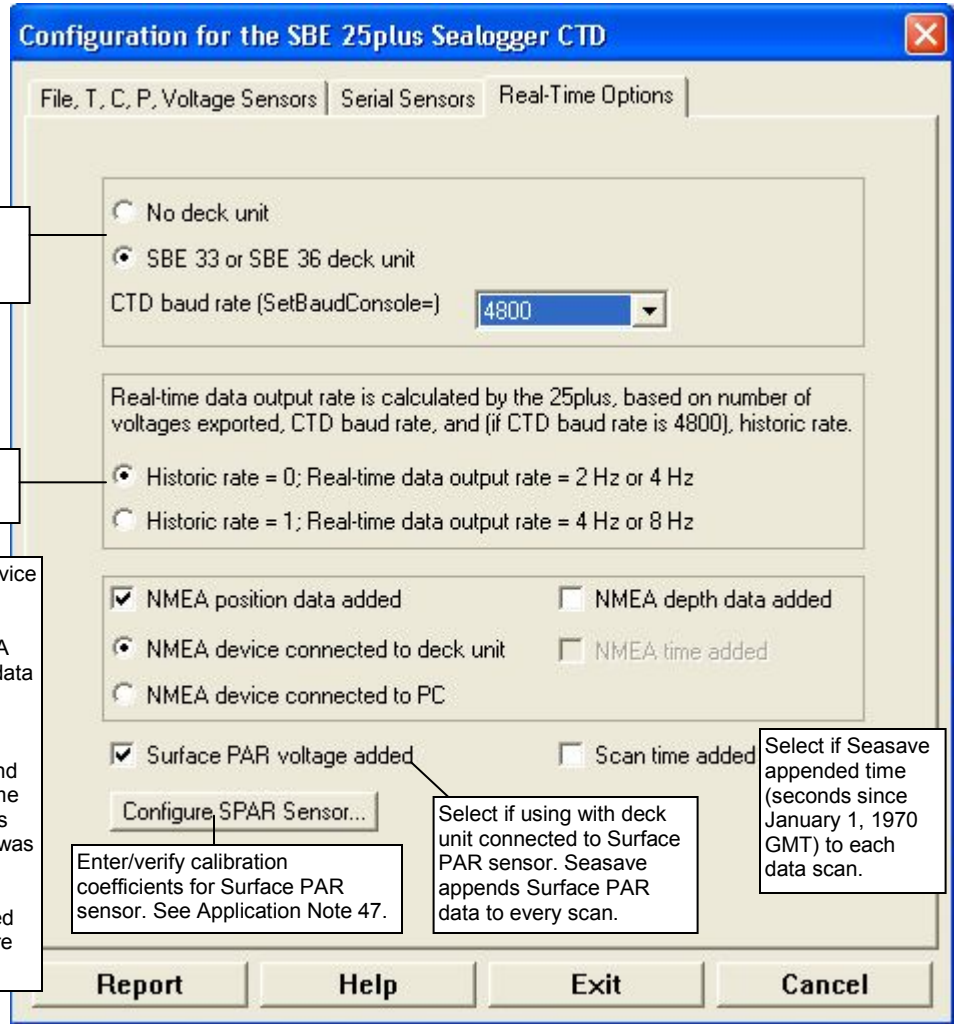 Configuration for the SBE 25plus Sealogger CTD
File, T, C, P, Voltage Sensors
Serial Sensors
Real-Time Options
No deck unit
SBE 33 or SBE 36 deck unit
CTD baud rate (SetBaudConsole=)
4800
Real-time data output rate is calculated by the 25plus, based on number of
voltages exported, CTD baud rate, and (if CTD baud rate is 4800), historic rate.
Historic rate = 0; Real-time data output rate = 2 Hz or 4 Hz
Historic rate = 1; Real-time data output rate = 4 Hz or 8 Hz
NMEA position data added
NMEA depth data added
NMEA device connected to deck unit
NMEA time added
NMEA device connected to PC
Surface PAR voltage added
Scan time added
Configure SPAR Sensor...
Enter/verify calibration
coefficients for Surface PAR
sensor. See Application Note 47.
Select if using with deck
unit connected to Surface
PAR sensor. Seasave
appends Surface PAR
data to every scan.
Select if Seasave
appended time
(seconds since
January 1, 1970
GMT) to each
data scan.
was
Report
Help
Exit
Cancel